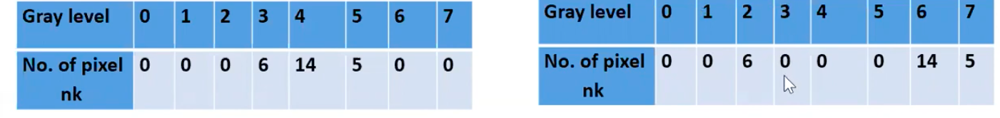 Gray level 0 1 2 3 4 5 6 7
No. of pixel 0 0 0 6 14 5 0 0
nk
Gray level 0 1 2 3 4 5 6 7
No. of pixel 0 0 6 0 0 0 14 5
nk